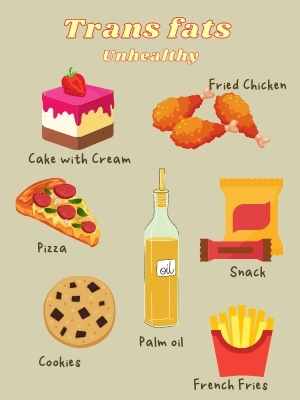 Trans fats
Unhealthy
Fried Chicken
Cake with Cream
Pizza
oil
Snack
Palm oil
Cookies
French Fries